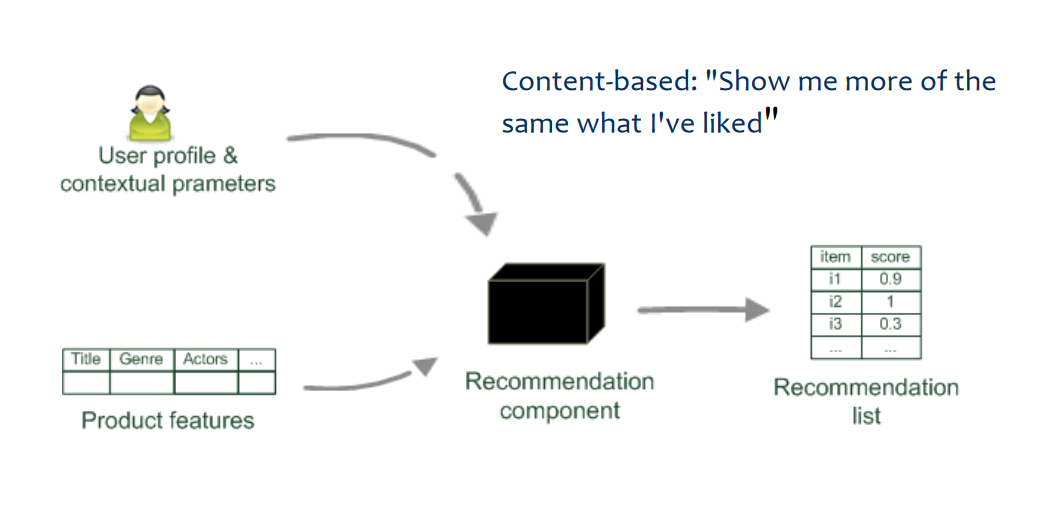 Content-based: "Show me more of the
same what I've liked"
User profile &
contextual prameters
Title Genre Actors ...
Product features
Recommendation
component
item score
i1 0.9
i2 1
i3 0.3
... ...
Recommendation
list